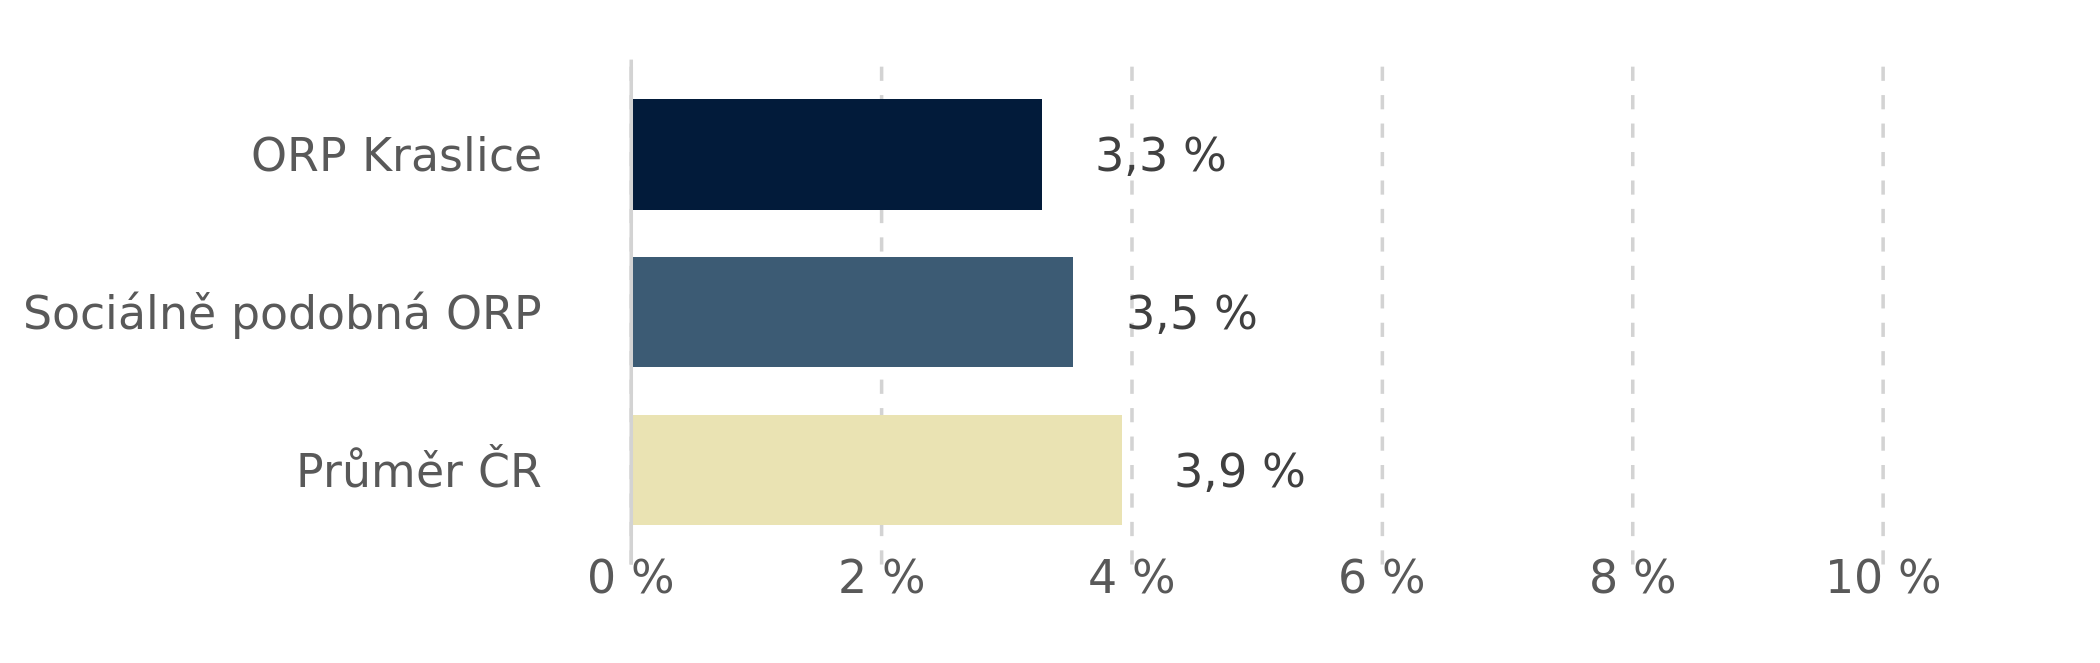 ORP Kraslice 3,3 %
Sociálně podobná ORP 3,5 %
Průměr ČR 3,9 %
0 % 2 % 4 % 6 % 8 % 10 %